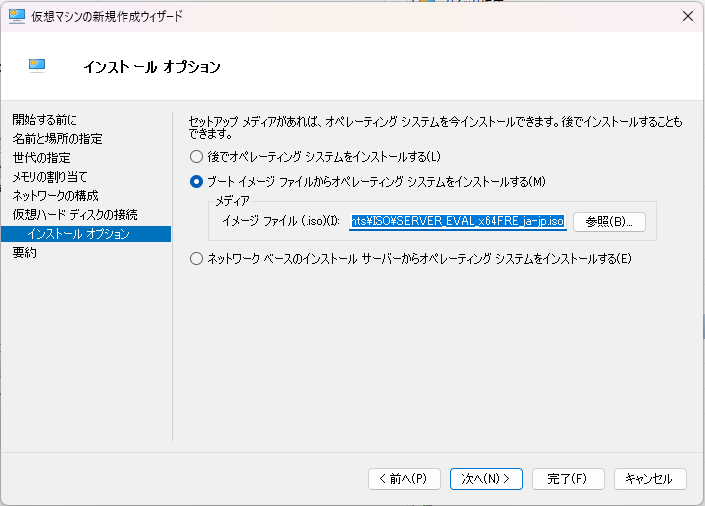 仮想マシンの新規作成ウィザード
インストール オプション
開始する前に
名前と場所の指定
世代の指定
メモリの割り当て
ネットワークの構成
仮想ハード ディスクの接続
インストール オプション
要約
セットアップ メディアがあれば、オペレーティング システムを今インストールできます。後でインストールすることも
できます。
後でオペレーティング システムをインストールする(L)
ブート イメージ ファイルからオペレーティング システムをインストールする(M)
メディア
イメージ ファイル (.iso)(I): nts¥ISO¥SERVER_EVAL_x64FRE_ja-jp.iso 参照(B)...
ネットワーク ベースのインストール サーバーからオペレーティング システムをインストールする(E)
< 前へ(P) 次へ(N) > 完了(F) キャンセル